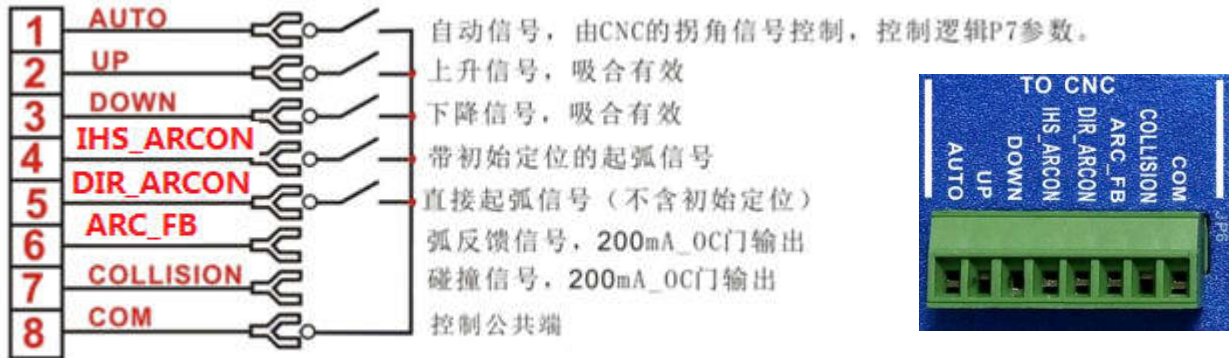 1 AUTO 自动信号，由CNC的拐角信号控制，控制逻辑P7参数。
2 UP 上升信号，吸合有效
3 DOWN 下降信号，吸合有效
4 IHS_ARCON 带初始定位的起弧信号
5 DIR_ARCON 直接起弧信号（不含初始定位）
6 ARC_FB 弧反馈信号，200mA_OC门输出
7 COLLISION 碰撞信号，200mA_OC门输出
8 COM 控制公共端
TO CNC
AUTO
UP
DOWN
IHS_ARCON
DIR_ARCON
ARC_FB
COLLISION
COM
JP6